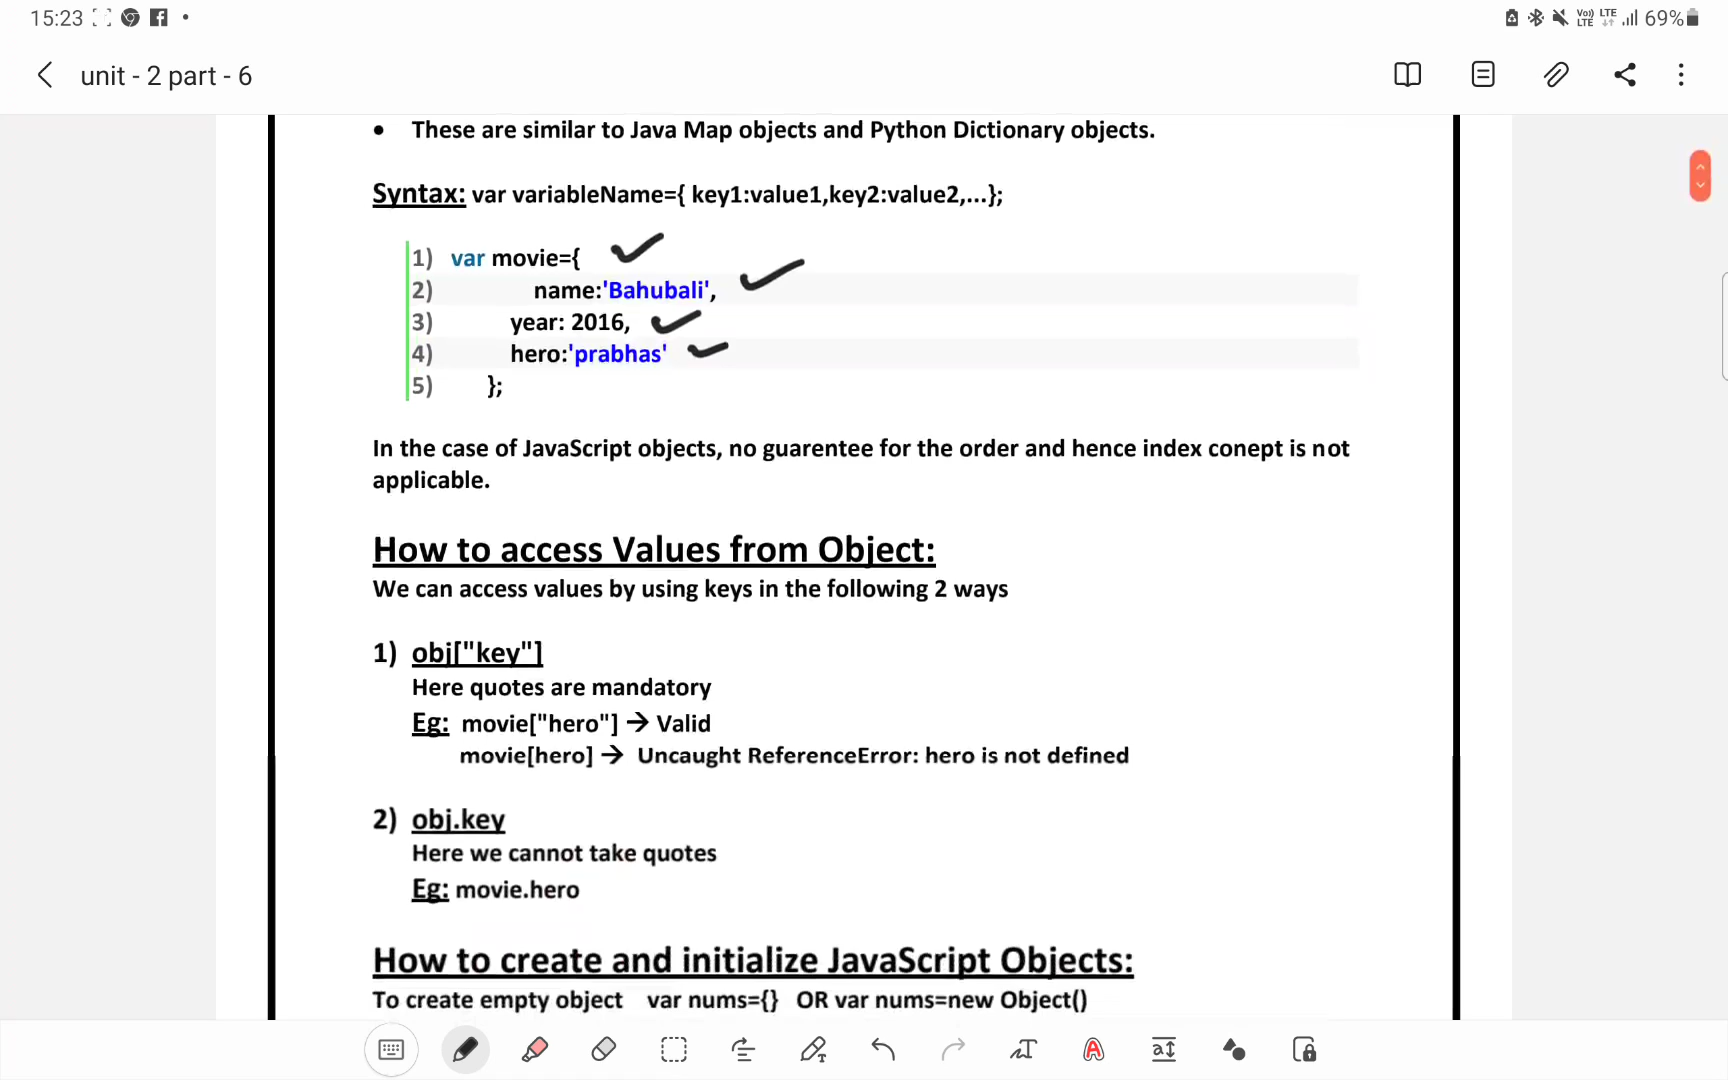 15:23
69%
unit - 2 part - 6
• These are similar to Java Map objects and Python Dictionary objects.
Syntax: var variableName={ key1:value1,key2:value2,...};
1) var movie={
2) name:'Bahubali',
3) year: 2016,
4) hero:'prabhas'
5) };
In the case of JavaScript objects, no guarentee for the order and hence index conept is not
applicable.
How to access Values from Object:
We can access values by using keys in the following 2 ways
1) obj["key"]
Here quotes are mandatory
Eg: movie["hero"] → Valid
movie[hero] → Uncaught ReferenceError: hero is not defined
2) obj.key
Here we cannot take quotes
Eg: movie.hero
How to create and initialize JavaScript Objects:
To create empty object var nums={} OR var nums=new Object()